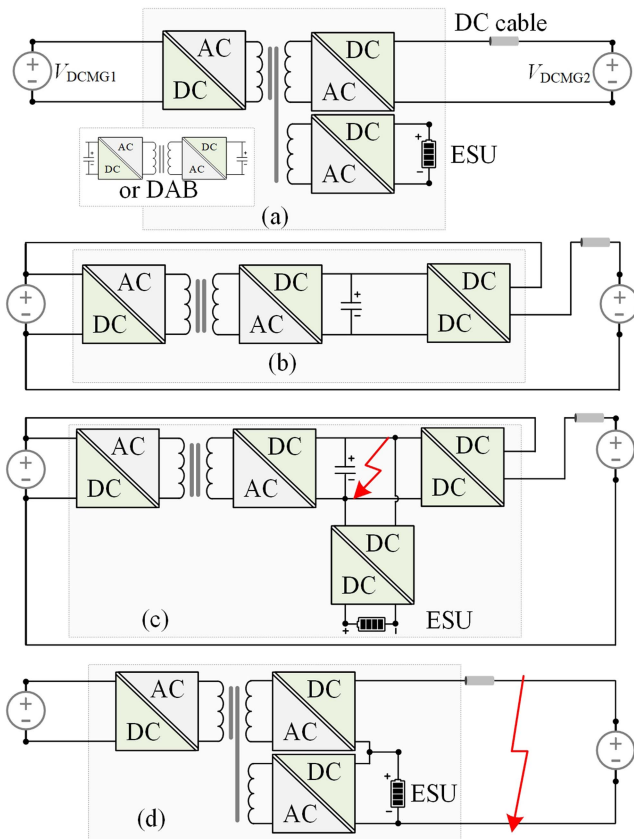 DC cable
V_DCMG1
AC
DC
DC
AC
V_DCMG2
DC
AC
ESU
AC
DC
AC
DC
or DAB
(a)
AC
DC
DC
AC
DC
DC
(b)
AC
DC
DC
AC
DC
DC
DC
DC
ESU
(c)
AC
DC
DC
AC
DC
AC
ESU
(d)